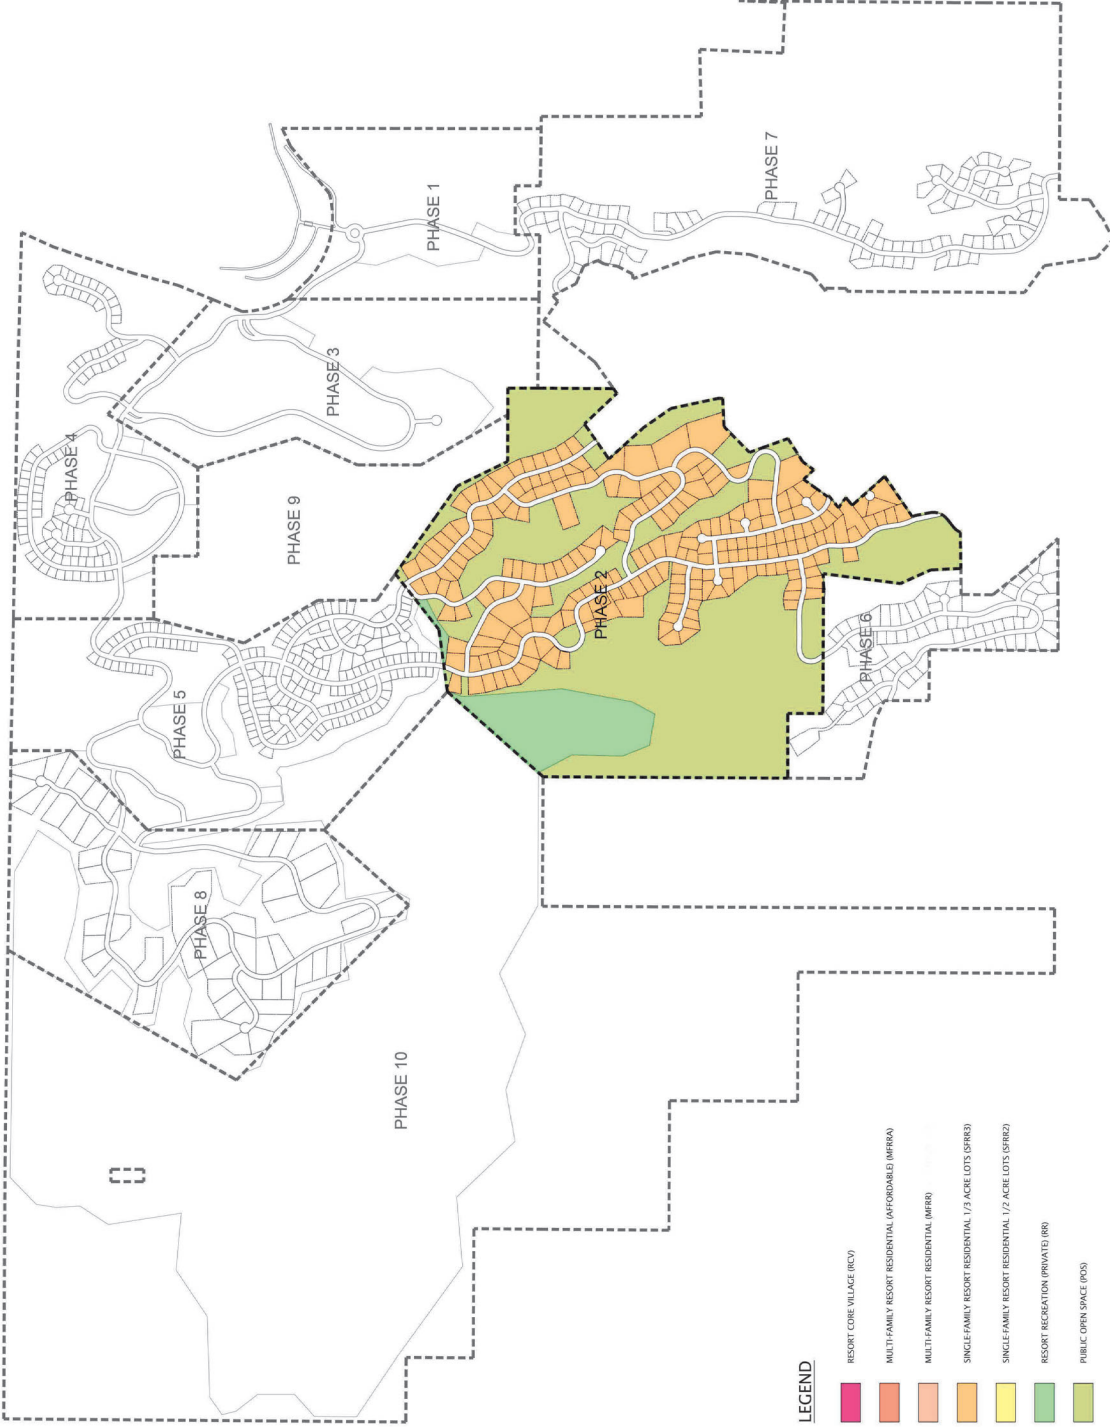 PHASE 1
PHASE 7
PHASE 3
PHASE 4
PHASE 9
PHASE 2
PHASE 6
PHASE 5
PHASE 8
PHASE 10
LEGEND
RESORT CORE VILLAGE (RCV)
MULTI-FAMILY RESORT RESIDENTIAL (AFFORDABLE) (MFRRA)
MULTI-FAMILY RESORT RESIDENTIAL (MFRR)
SINGLE-FAMILY RESORT RESIDENTIAL 1/3 ACRE LOTS (SFRR3)
SINGLE-FAMILY RESORT RESIDENTIAL 1/2 ACRE LOTS (SFRR2)
RESORT RECREATION (PRIVATE) (RR)
PUBLIC OPEN SPACE (POS)